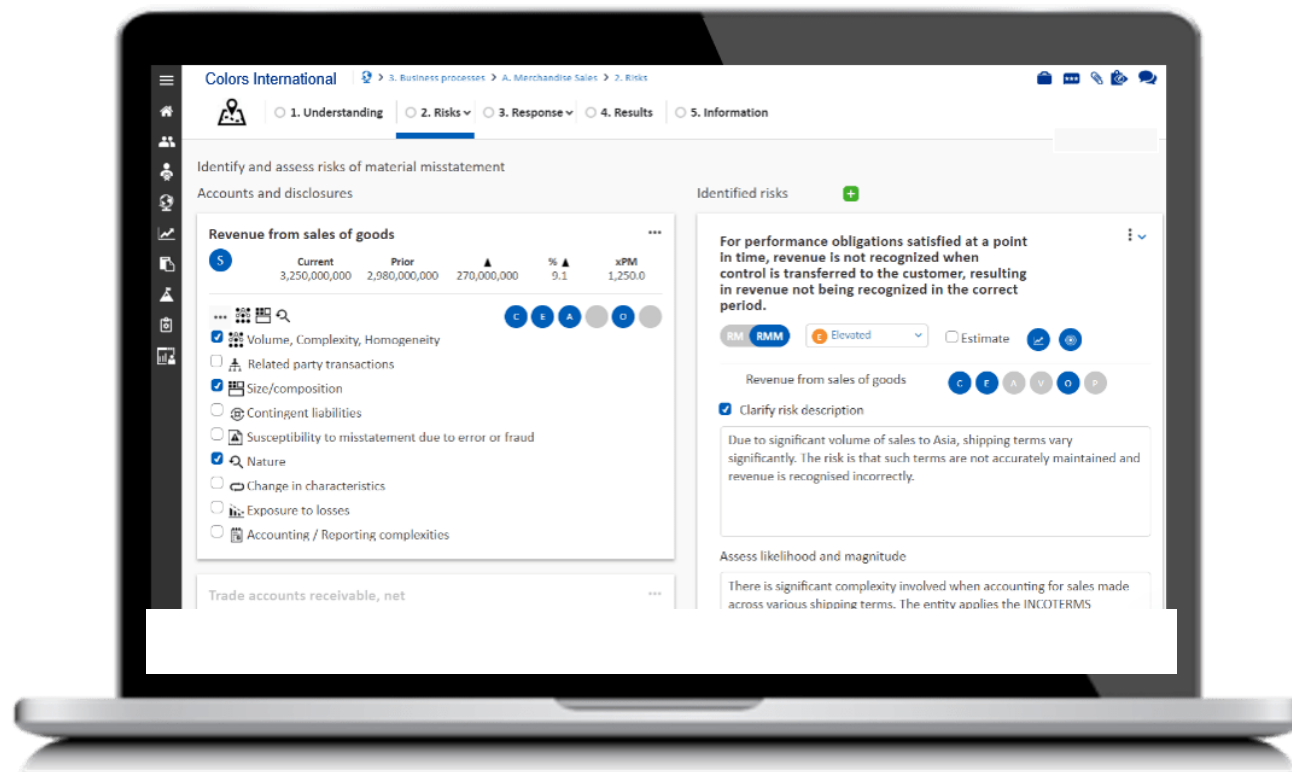 Colors International
3. Business processes > A. Merchandise Sales > 2. Risks
1. Understanding
2. Risks
3. Response
4. Results
5. Information
Identify and assess risks of material misstatement
Accounts and disclosures
Revenue from sales of goods
S
Current Prior ▲ % ▲ xPM
3,250,000,000 2,980,000,000 270,000,000 9.1 1,250.0
C E A O
Volume, Complexity, Homogeneity
Related party transactions
Size/composition
Contingent liabilities
Susceptibility to misstatement due to error or fraud
Nature
Change in characteristics
Exposure to losses
Accounting / Reporting complexities
Trade accounts receivable, net
Identified risks
For performance obligations satisfied at a point
in time, revenue is not recognized when
control is transferred to the customer, resulting
in revenue not being recognized in the correct
period.
RM RMM E Elevated Estimate
Revenue from sales of goods C E A V O P
Clarify risk description
Due to significant volume of sales to Asia, shipping terms vary
significantly. The risk is that such terms are not accurately maintained and
revenue is recognised incorrectly.
Assess likelihood and magnitude
There is significant complexity involved when accounting for sales made
across various shipping terms. The entity applies the INCOTERMS